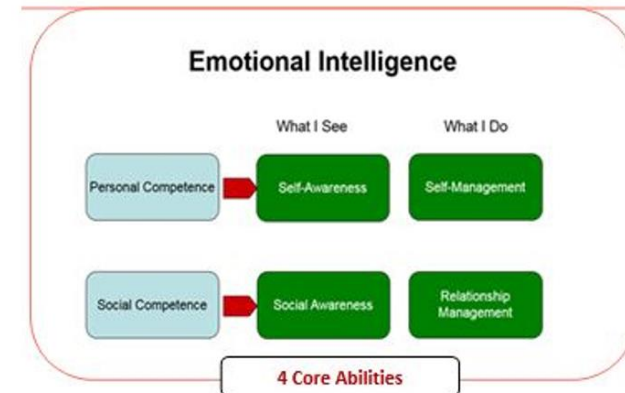 Emotional Intelligence
What I See
What I Do
Personal Competence
Self-Awareness
Self-Management
Social Competence
Social Awareness
Relationship
Management
4 Core Abilities